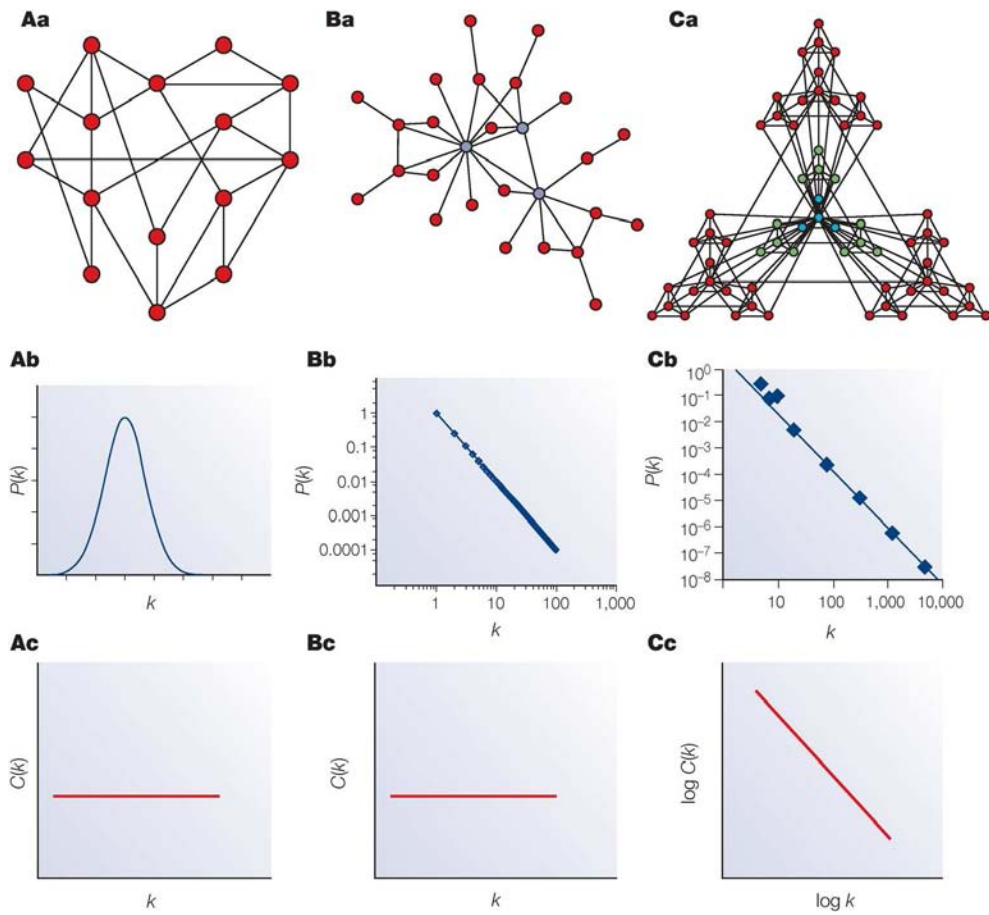 Aa
Ba
Ca
Ab
P(k)
k
Bb
P(k)
1
0.1
0.01
0.001
0.0001
1 10 100 1,000
k
Cb
P(k)
10⁰
10⁻¹
10⁻²
10⁻³
10⁻⁴
10⁻⁵
10⁻⁶
10⁻⁷
10⁻⁸
10 100 1,000 10,000
k
Ac
C(k)
k
Bc
C(k)
k
Cc
log C(k)
log k